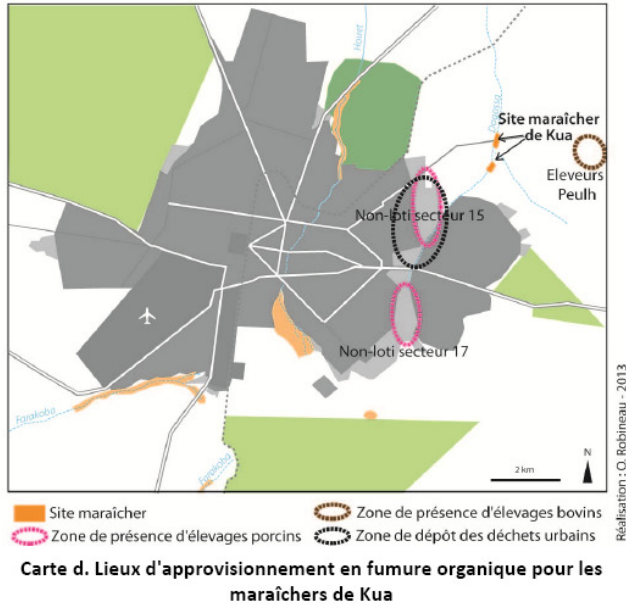 Houet
Dougssa
Site maraîcher
de Kua
Eleveurs
Peulh
Non-loti secteur 15
Non-loti secteur 17
Farakoba
Farakoba
2 km
N
Réalisation : O. Robineau - 2013
Site maraîcher
Zone de présence d'élevages bovins
Zone de présence d'élevages porcins
Zone de dépôt des déchets urbains
Carte d. Lieux d'approvisionnement en fumure organique pour les
maraîchers de Kua